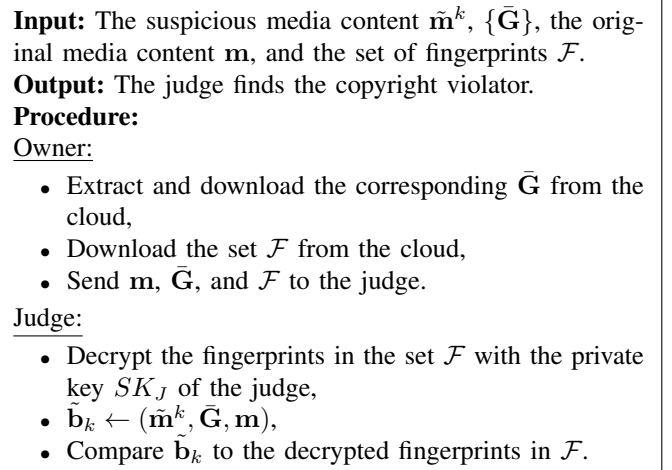 Input: The suspicious media content m̃ᵏ, {Ḡ}, the orig-
inal media content m, and the set of fingerprints ℱ.
Output: The judge finds the copyright violator.
Procedure:
Owner:
• Extract and download the corresponding Ḡ from the
cloud,
• Download the set ℱ from the cloud,
• Send m, Ḡ, and ℱ to the judge.
Judge:
• Decrypt the fingerprints in the set ℱ with the private
key SK_J of the judge,
• b̃ₖ ← (m̃ᵏ, Ḡ, m),
• Compare b̃ₖ to the decrypted fingerprints in ℱ.